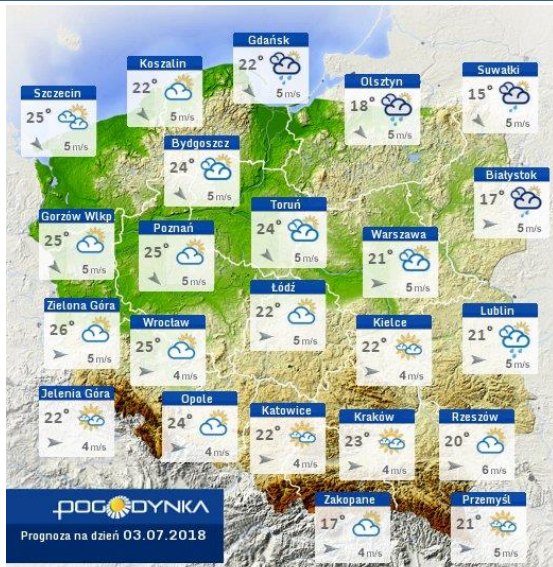 Gdańsk
22°
5 m/s
Koszalin
22°
5 m/s
Suwałki
15°
5 m/s
Olsztyn
18°
5 m/s
Szczecin
25°
5 m/s
Bydgoszcz
24°
5 m/s
Białystok
17°
5 m/s
Toruń
24°
5 m/s
Gorzów Wlkp
25°
5 m/s
Poznań
25°
5 m/s
Warszawa
21°
5 m/s
Łódź
22°
5 m/s
Zielona Góra
26°
5 m/s
Lublin
21°
5 m/s
Wrocław
25°
4 m/s
Kielce
22°
4 m/s
Jelenia Góra
22°
4 m/s
Opole
24°
4 m/s
Katowice
22°
4 m/s
Kraków
23°
4 m/s
Rzeszów
20°
6 m/s
POGODYNKA
Prognoza na dzień 03.07.2018
Zakopane
17°
4 m/s
Przemyśl
21°
5 m/s